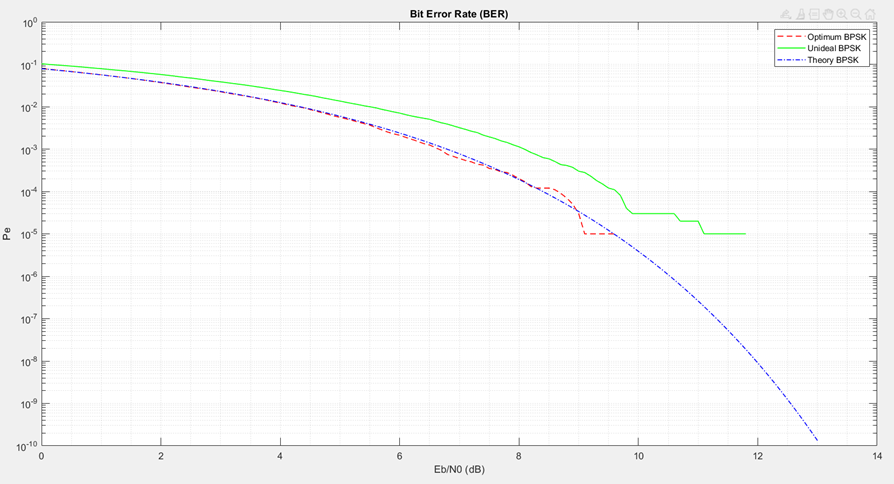 Bit Error Rate (BER)
Optimum BPSK
Unideal BPSK
Theory BPSK
Pe
10^0
10^-1
10^-2
10^-3
10^-4
10^-5
10^-6
10^-7
10^-8
10^-9
10^-10
0 2 4 6 8 10 12 14
Eb/N0 (dB)